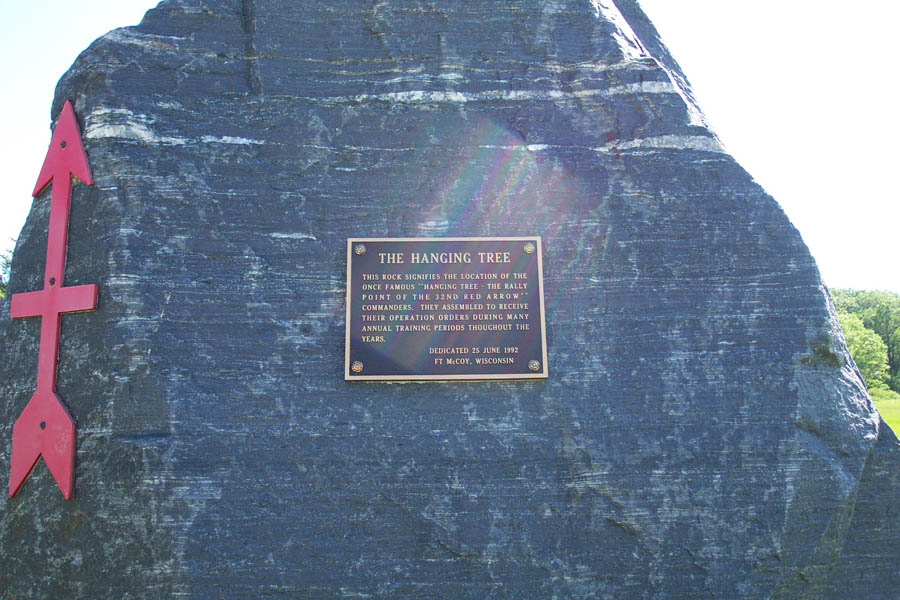 THE HANGING TREE
THIS ROCK SIGNIFIES THE LOCATION OF THE
ONCE FAMOUS "HANGING TREE - THE RALLY
POINT OF THE 32ND RED ARROW"
COMMANDERS. THEY ASSEMBLED TO RECEIVE
THEIR OPERATION ORDERS DURING MANY
ANNUAL TRAINING PERIODS THOUGHOUT THE
YEARS.
DEDICATED 25 JUNE 1992
FT McCOY, WISCONSIN